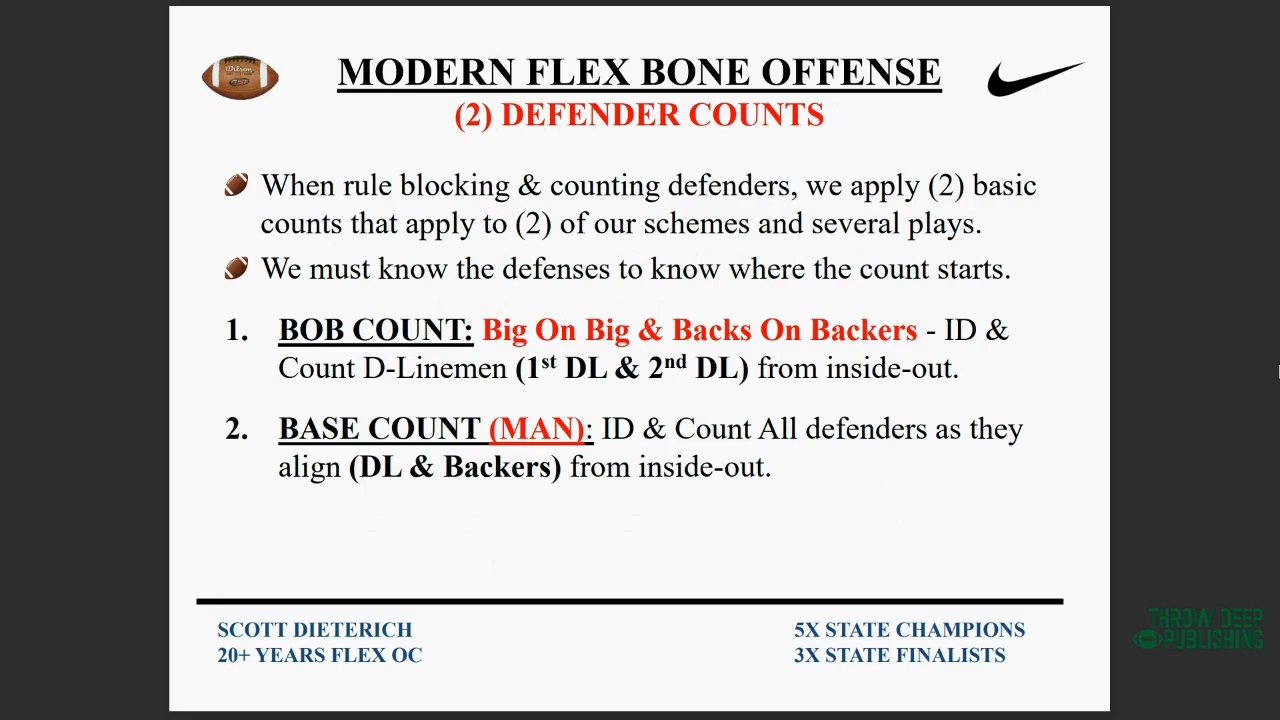 MODERN FLEX BONE OFFENSE
(2) DEFENDER COUNTS
When rule blocking & counting defenders, we apply (2) basic
counts that apply to (2) of our schemes and several plays.
We must know the defenses to know where the count starts.
1. BOB COUNT: Big On Big & Backs On Backers - ID &
Count D-Linemen (1st DL & 2nd DL) from inside-out.
2. BASE COUNT (MAN): ID & Count All defenders as they
align (DL & Backers) from inside-out.
SCOTT DIETERICH
20+ YEARS FLEX OC
5X STATE CHAMPIONS
3X STATE FINALISTS
THROW DEEP
PUBLISHING
Wilson